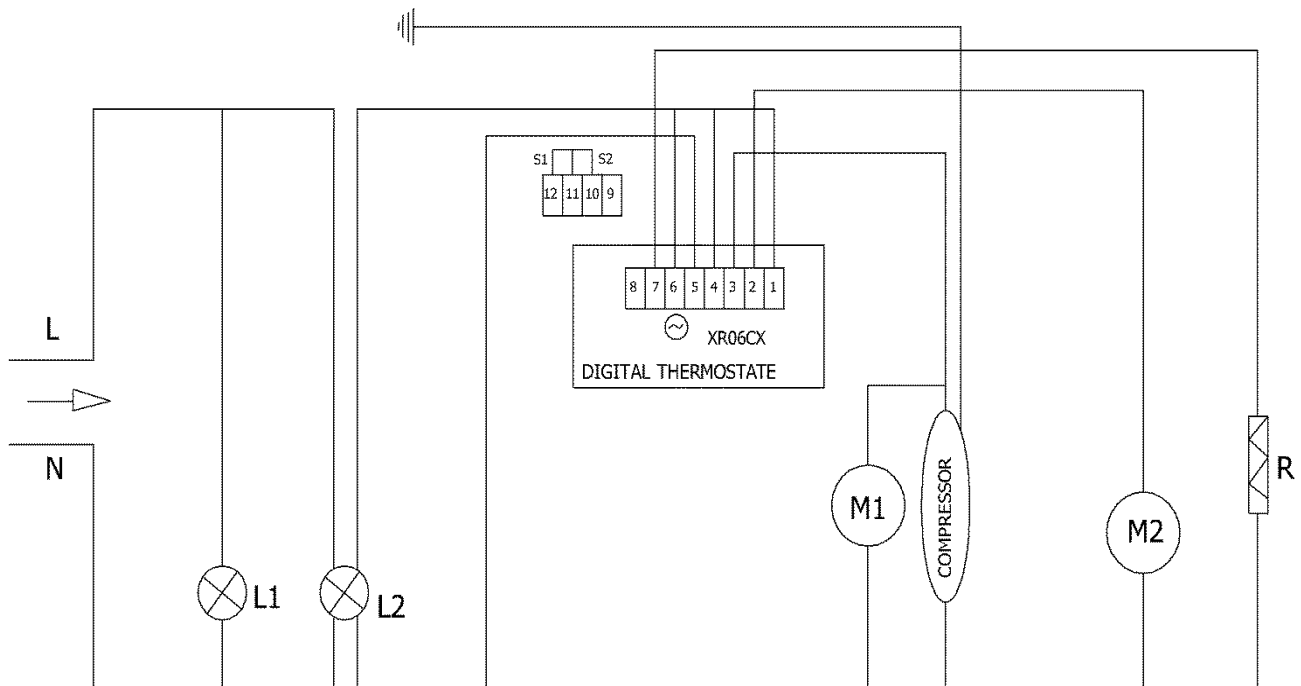 S1
S2
12 11 10 9
8 7 6 5 4 3 2 1
L
XR06CX
DIGITAL THERMOSTATE
N
COMPRESSOR
R
M1
M2
L1
L2